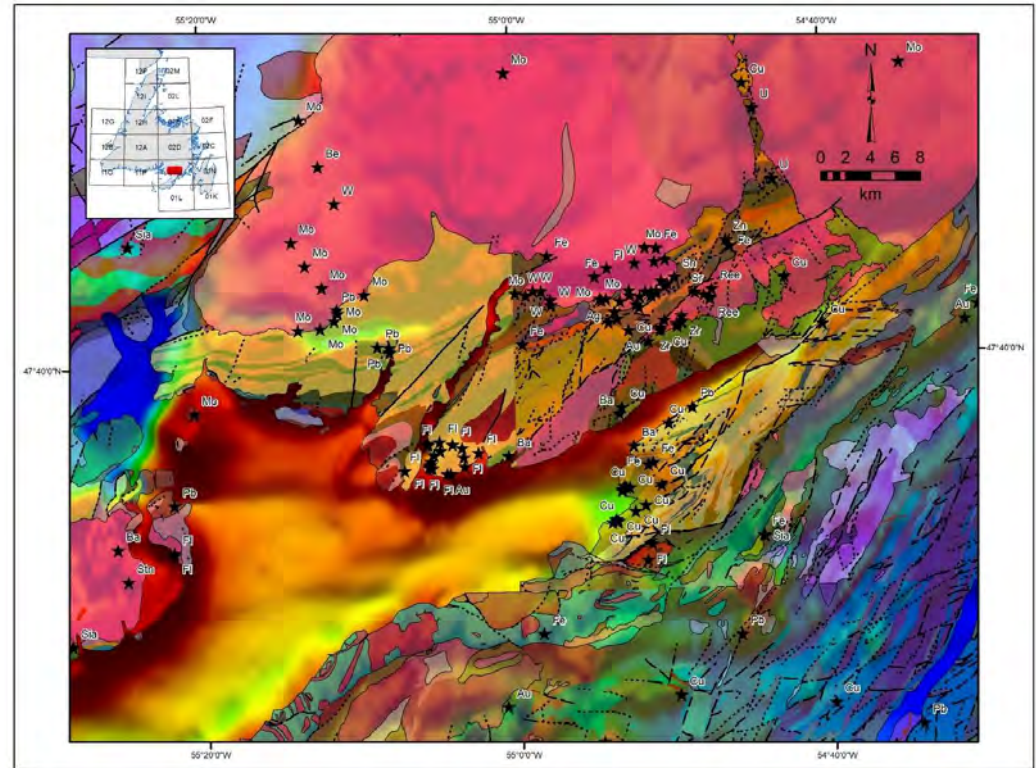 55°20'0"W 55°0'0"W 54°40'0"W
12P 02M
12I 02L
12G 12H 02E 02F
12B 12A 02D 02C
11O 11P 01N
01L 01K
N
0 2 4 6 8
km
Mo
Mo
Cu
U
Mo
Be
U
W
Sia
Mo
Zn
Fe
Mo
Fe
Mo Fe
W
Fl
Fe
Sn
Cu
Mo
Mo
Pb
Mo
Mo W W
W
Mo
Mo
Sr
Ree
Fe
Au
Mo
Mo
W
Fe
Ag
Cu
Ree
Zr
Cu
Cu
Au
Zr
Pb
Pb
Pb
47°40'0"N
47°40'0"N
Mo
Ba
Cu
Pb
Cu
Fl
Fl
Fl
Fl
Ba
Ba
Fl
Fe
Fe
Fl
Fl
Fl
Fl Au
Cu
Cu
Cu
Pb
Cu
Cu
Cu
Cu
Fl
Fe
Sia
Ba
Fl
Fl
Fl
Stn
Sia
Fe
Pb
Au
Cu
Cu
Pb
55°20'0"W 55°0'0"W 54°40'0"W